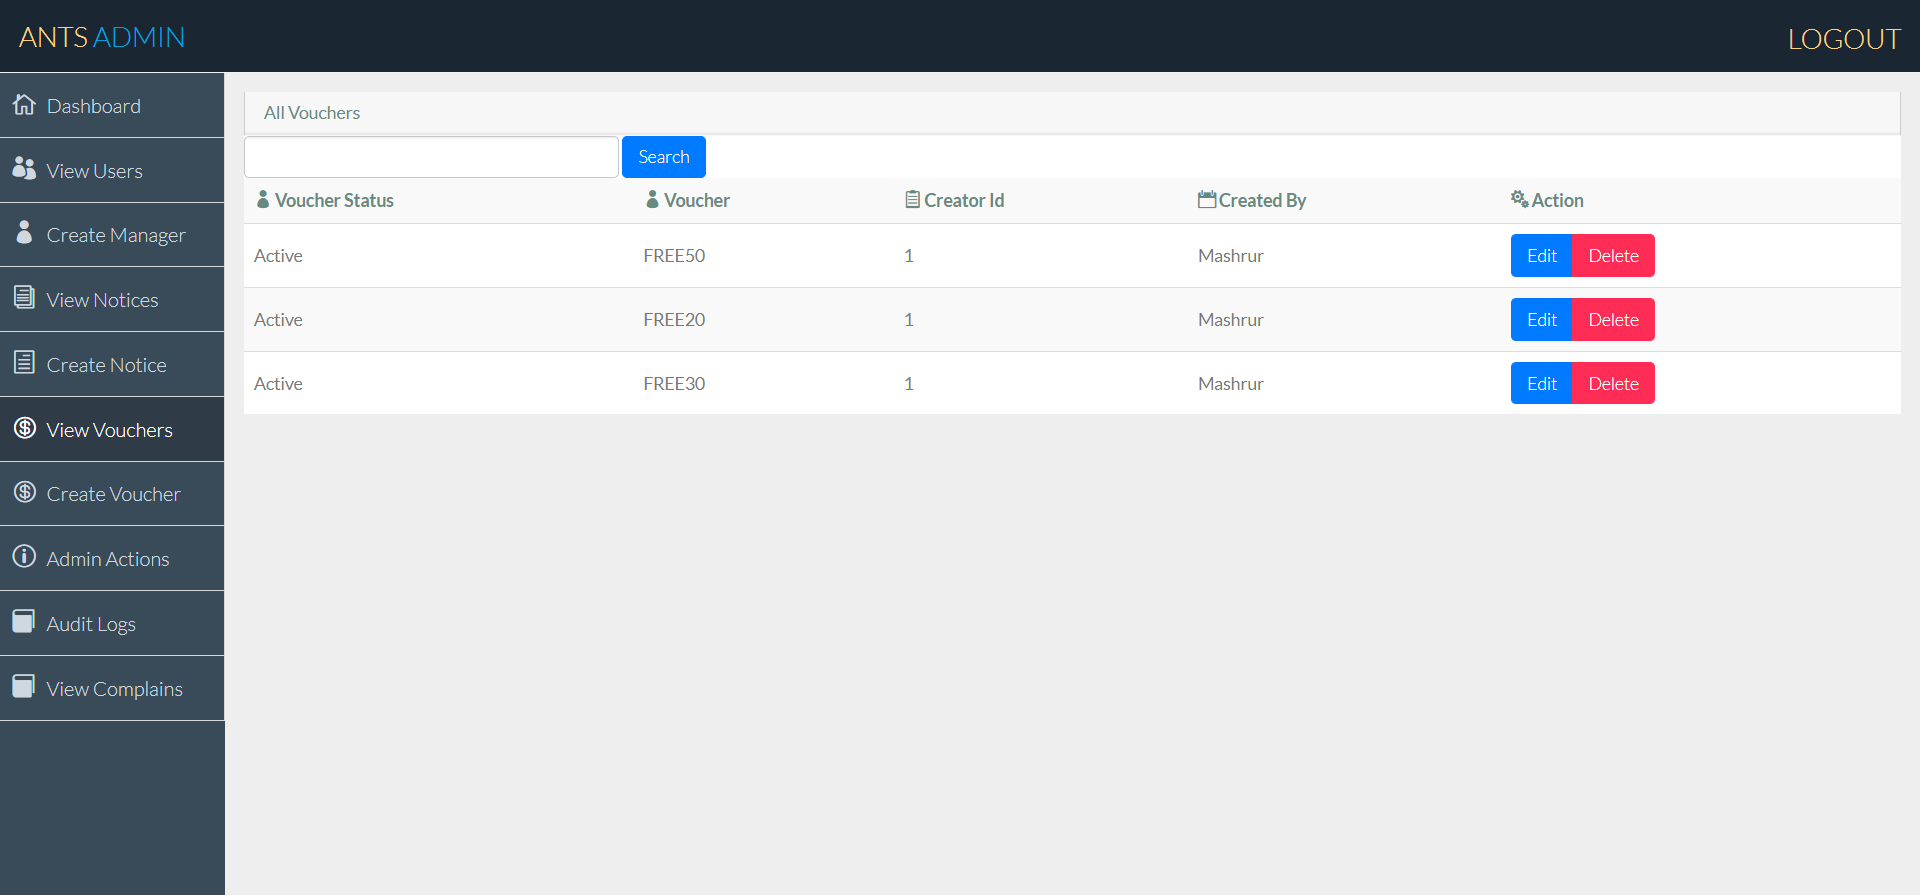 ANTS ADMIN
LOGOUT
Dashboard
View Users
Create Manager
View Notices
Create Notice
View Vouchers
Create Voucher
Admin Actions
Audit Logs
View Complains
All Vouchers
Search
Voucher Status Voucher Creator Id Created By Action
Active FREE50 1 Mashrur Edit Delete
Active FREE20 1 Mashrur Edit Delete
Active FREE30 1 Mashrur Edit Delete